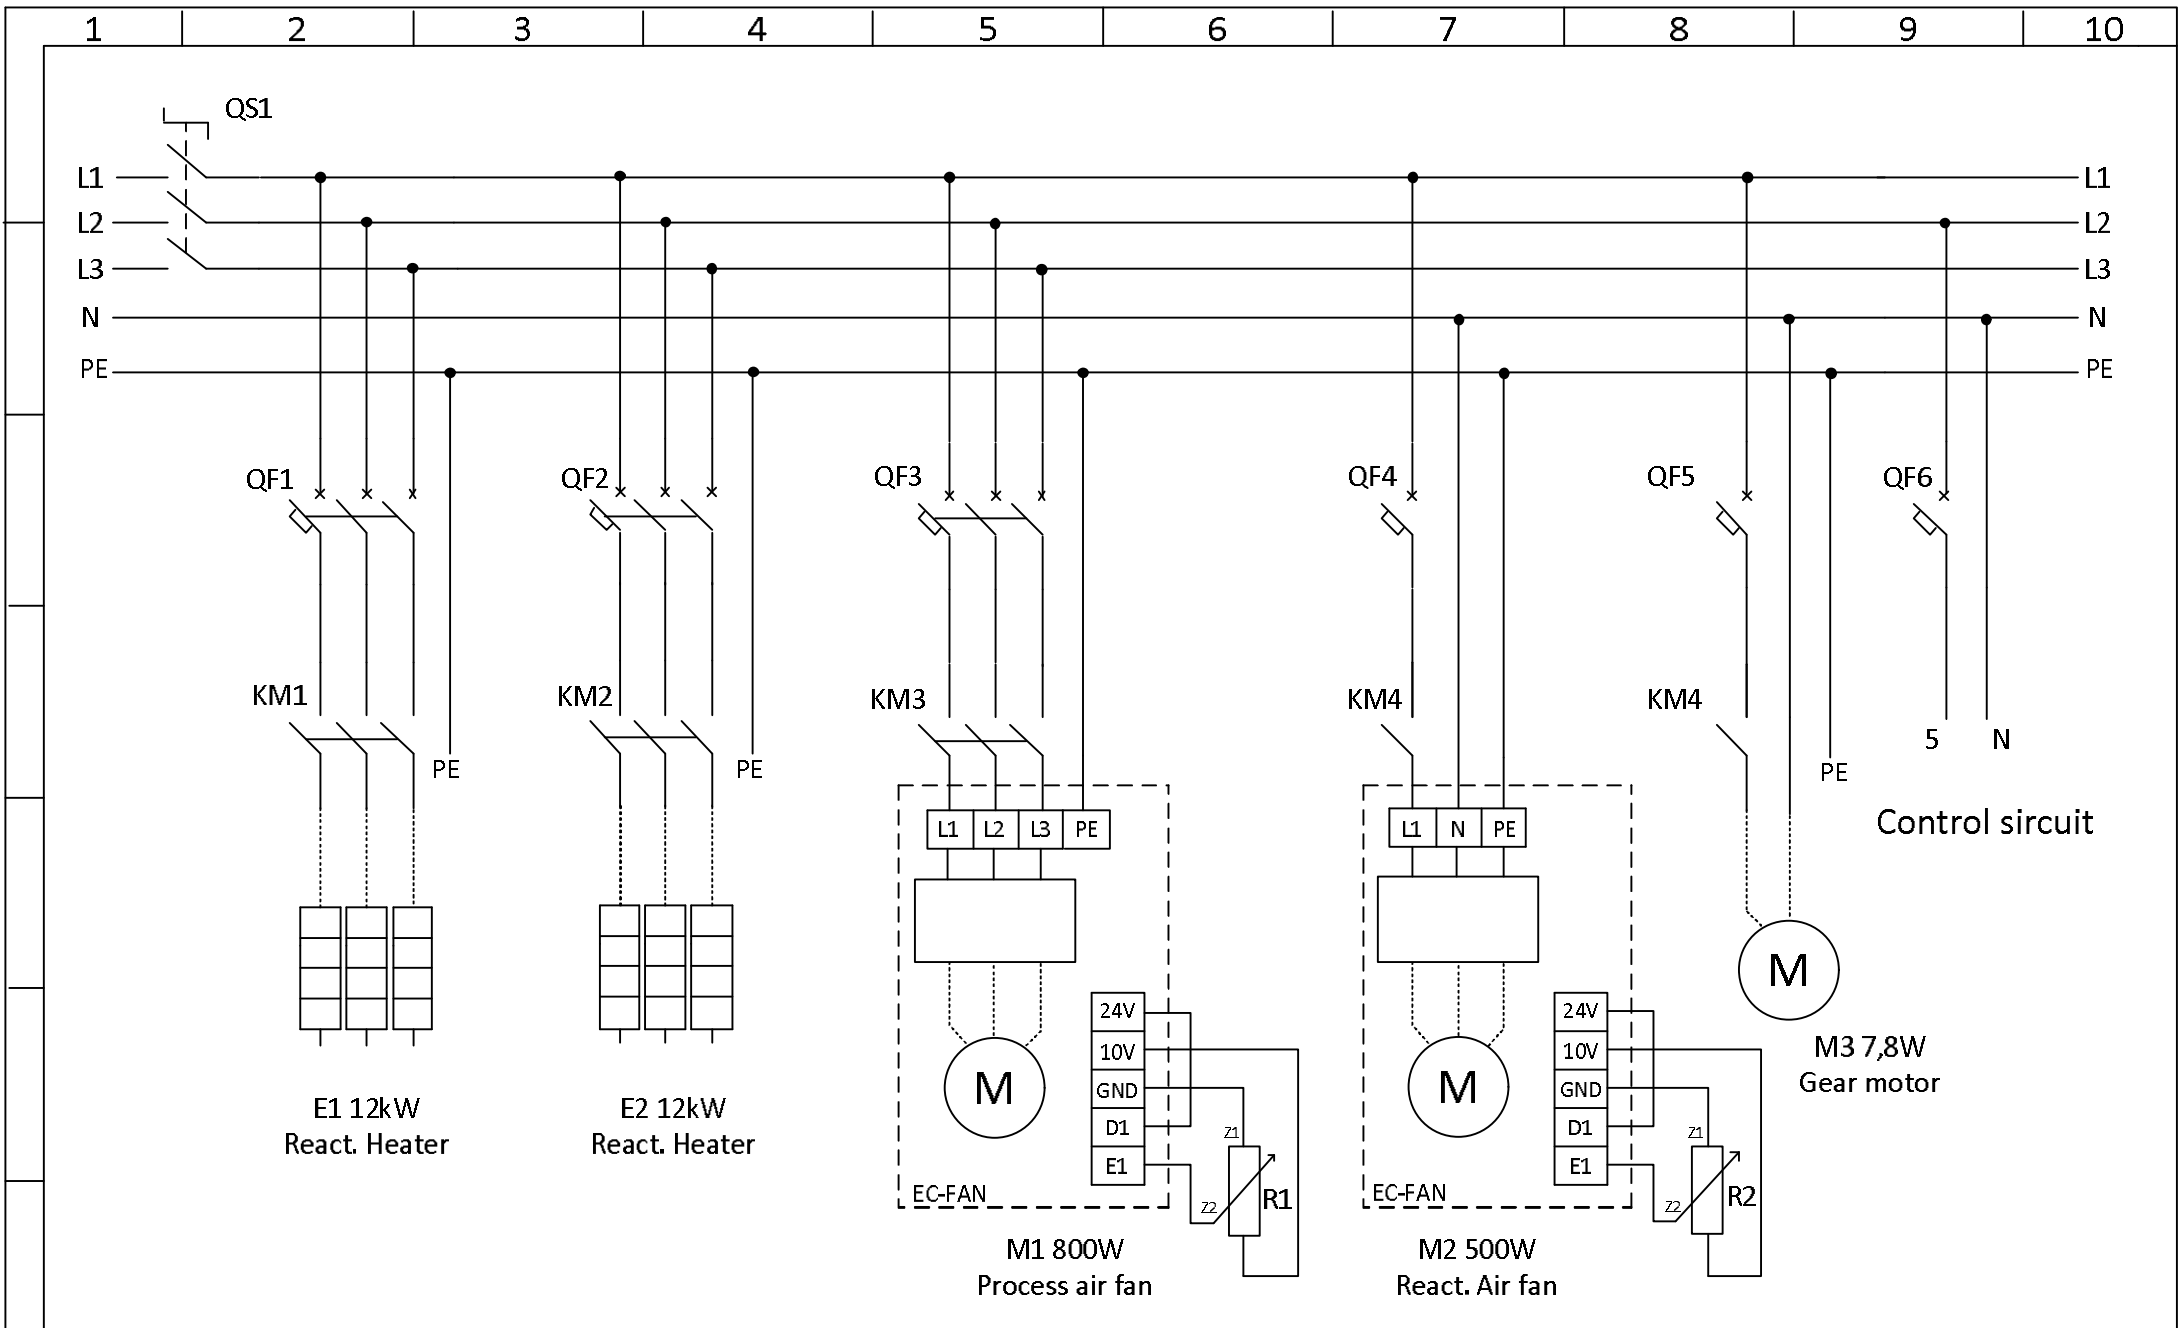 1 2 3 4 5 6 7 8 9 10
QS1
L1 L1
L2 L2
L3 L3
N N
PE PE
QF1 QF2 QF3 QF4 QF5 QF6
KM1 KM2 KM3 KM4 KM4
5 N
PE PE PE
Control sircuit
L1 L2 L3 PE
L1 N PE
M M M
24V
10V
GND
D1
E1
Z1
Z2
R1
EC-FAN
24V
10V
GND
D1
E1
Z1
Z2
R2
EC-FAN
M3 7,8W
Gear motor
E1 12kW
React. Heater
E2 12kW
React. Heater
M1 800W
Process air fan
M2 500W
React. Air fan